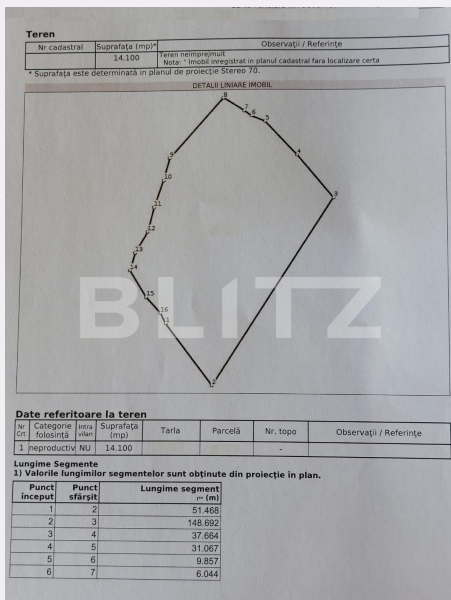 Teren
Nr cadastral Suprafața (mp)* Observații / Referințe
14.100 Teren neimprejmuit
Nota: " Imobil inregistrat in planul cadastral fara localizare certa
* Suprafața este determinată in planul de proiecție Stereo 70.
DETALII LINIARE IMOBIL
8
7
6
5
9
4
10
3
11
12
13
14
15
16
1
2
BLITZ
Date referitoare la teren
Nr Crt Categorie folosință Intra vilan Suprafața (mp) Tarla Parcelă Nr. topo Observații / Referințe
1 neproductiv NU 14.100 -
Lungime Segmente
1) Valorile lungimilor segmentelor sunt obținute din proiecție în plan.
Punct început Punct sfârșit Lungime segment (m)
1 2 51.468
2 3 148.692
3 4 37.664
4 5 31.067
5 6 9.857
6 7 6.044